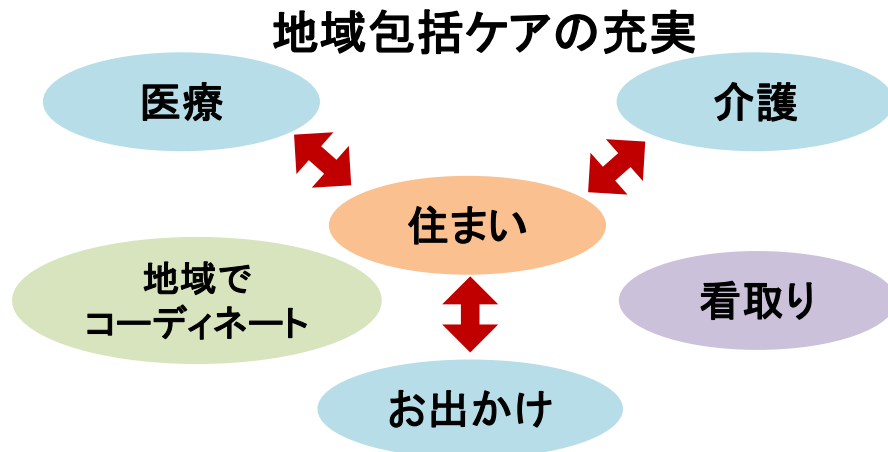 地域包括ケアの充実
医療
介護
住まい
地域で
コーディネート
看取り
お出かけ